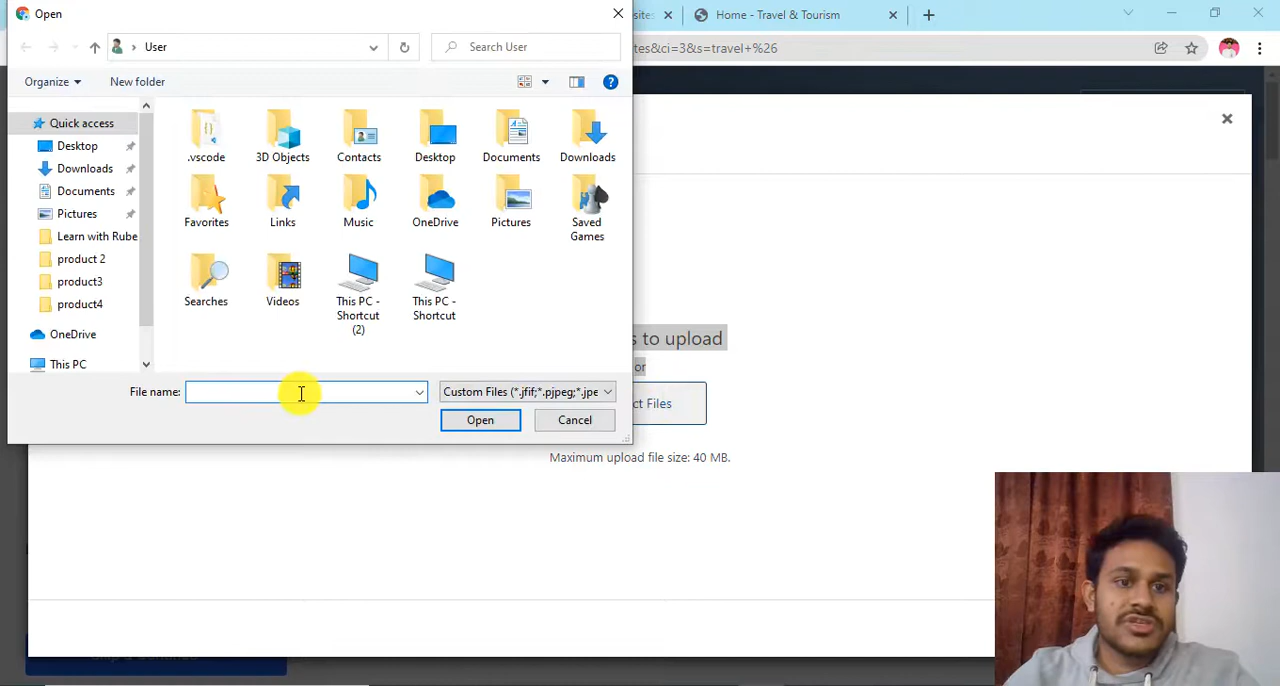 Open
sites
Home - Travel & Tourism
User
Search User
tes&ci=3&s=travel+%26
Organize
New folder
Quick access
Desktop
Downloads
Documents
Pictures
Learn with Rube
product 2
product3
product4
OneDrive
This PC
.vscode
3D Objects
Contacts
Desktop
Documents
Downloads
Favorites
Links
Music
OneDrive
Pictures
Saved
Games
Searches
Videos
This PC -
Shortcut
(2)
This PC -
Shortcut
File name:
Custom Files (*.jfif;*.pjpeg;*.jpe
Open
Cancel
s to upload
or
ct Files
Maximum upload file size: 40 MB.